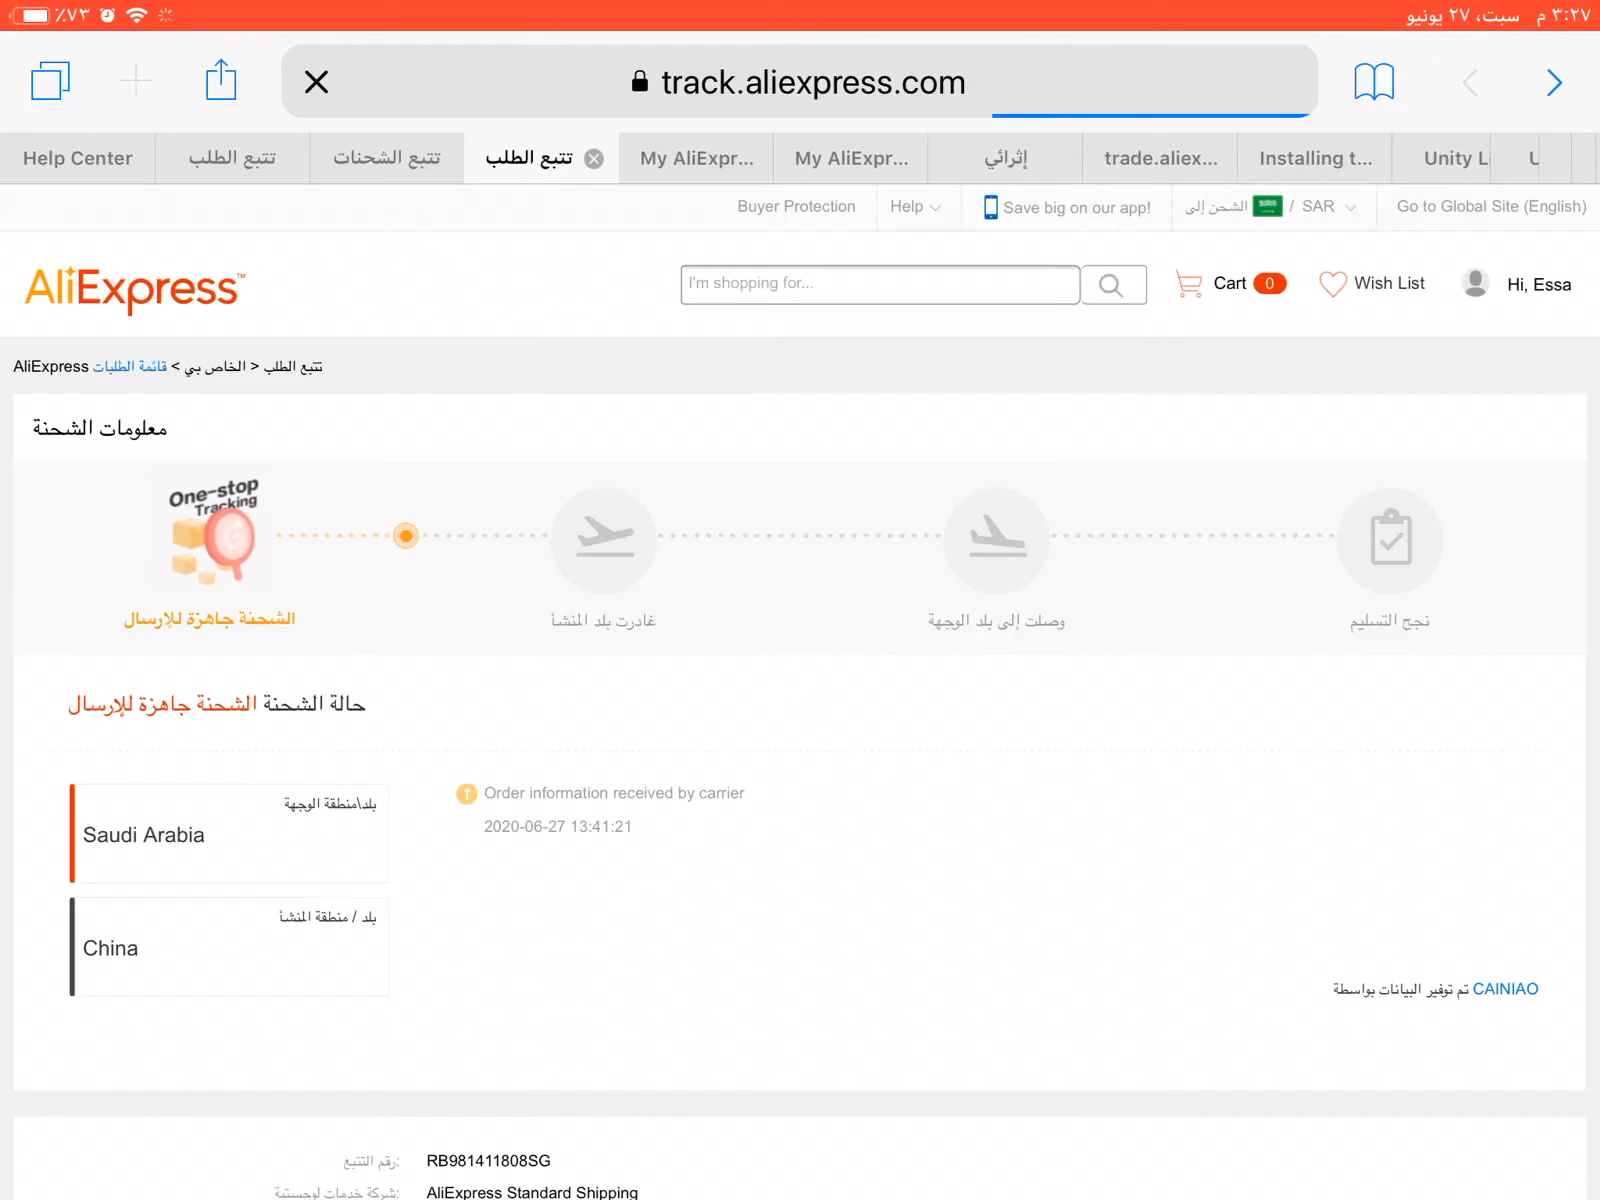 ٪٧٣
٣:٢٧ م سبت، ٢٧ يونيو
track.aliexpress.com
Help Center
تتبع الطلب
تتبع الشحنات
تتبع الطلب
My AliExpr...
My AliExpr...
إثرائي
trade.aliex...
Installing t...
Unity L
Buyer Protection
Help
Save big on our app!
الشحن إلى / SAR
Go to Global Site (English)
AliExpress™
I'm shopping for...
Cart 0
Wish List
Hi, Essa
AliExpress قائمة الطلبات > الخاص بي > تتبع الطلب
معلومات الشحنة
One-stop
Tracking
الشحنة جاهزة للإرسال
غادرت بلد المنشأ
وصلت إلى بلد الوجهة
نجح التسليم
حالة الشحنة الشحنة جاهزة للإرسال
بلد\منطقة الوجهة
Saudi Arabia
Order information received by carrier
2020-06-27 13:41:21
بلد / منطقة المنشأ
China
تم توفير البيانات بواسطة CAINIAO
رقم التتبع:
RB981411808SG
شركة خدمات لوجستية:
AliExpress Standard Shipping